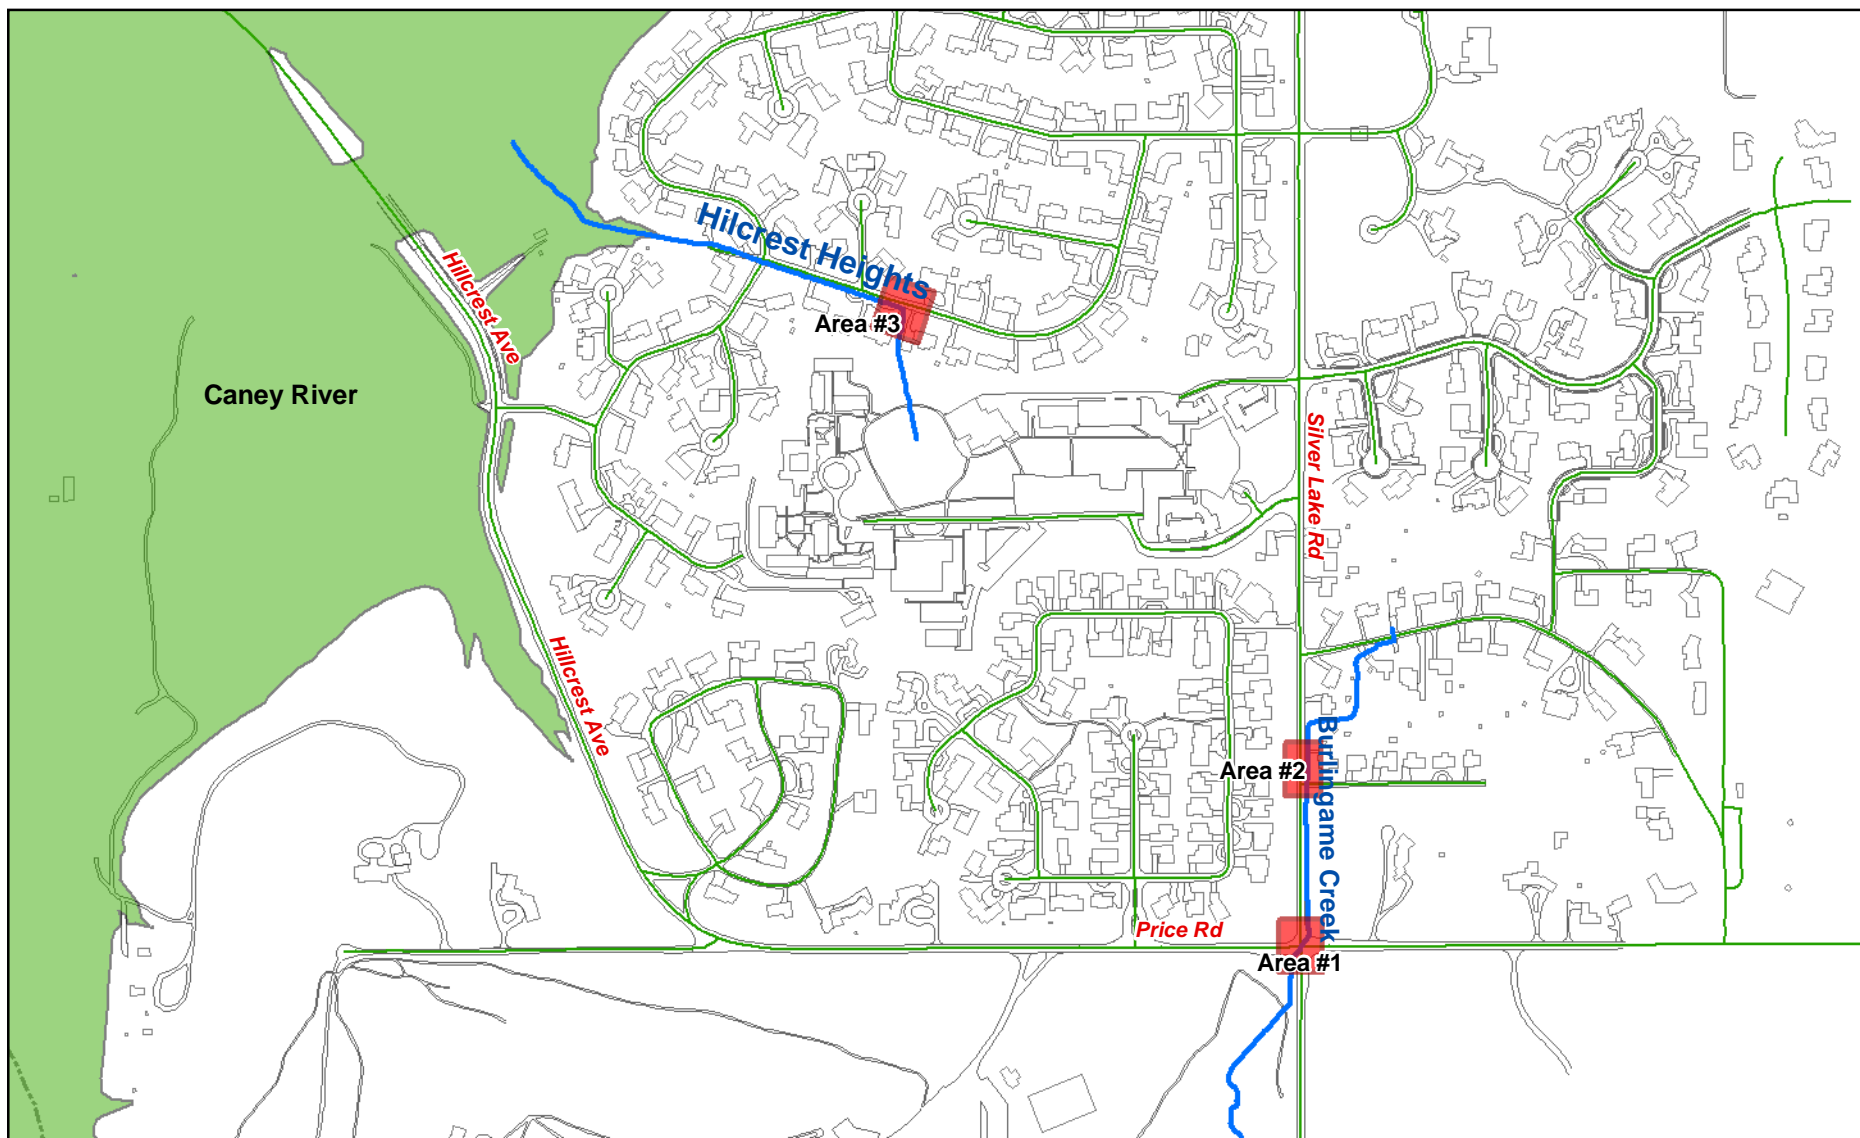 Hilcrest Heights
Hillcrest Ave
Area #3
Caney River
Silver Lake Rd
Hillcrest Ave
Burlingame Creek
Area #2
Price Rd
Area #1